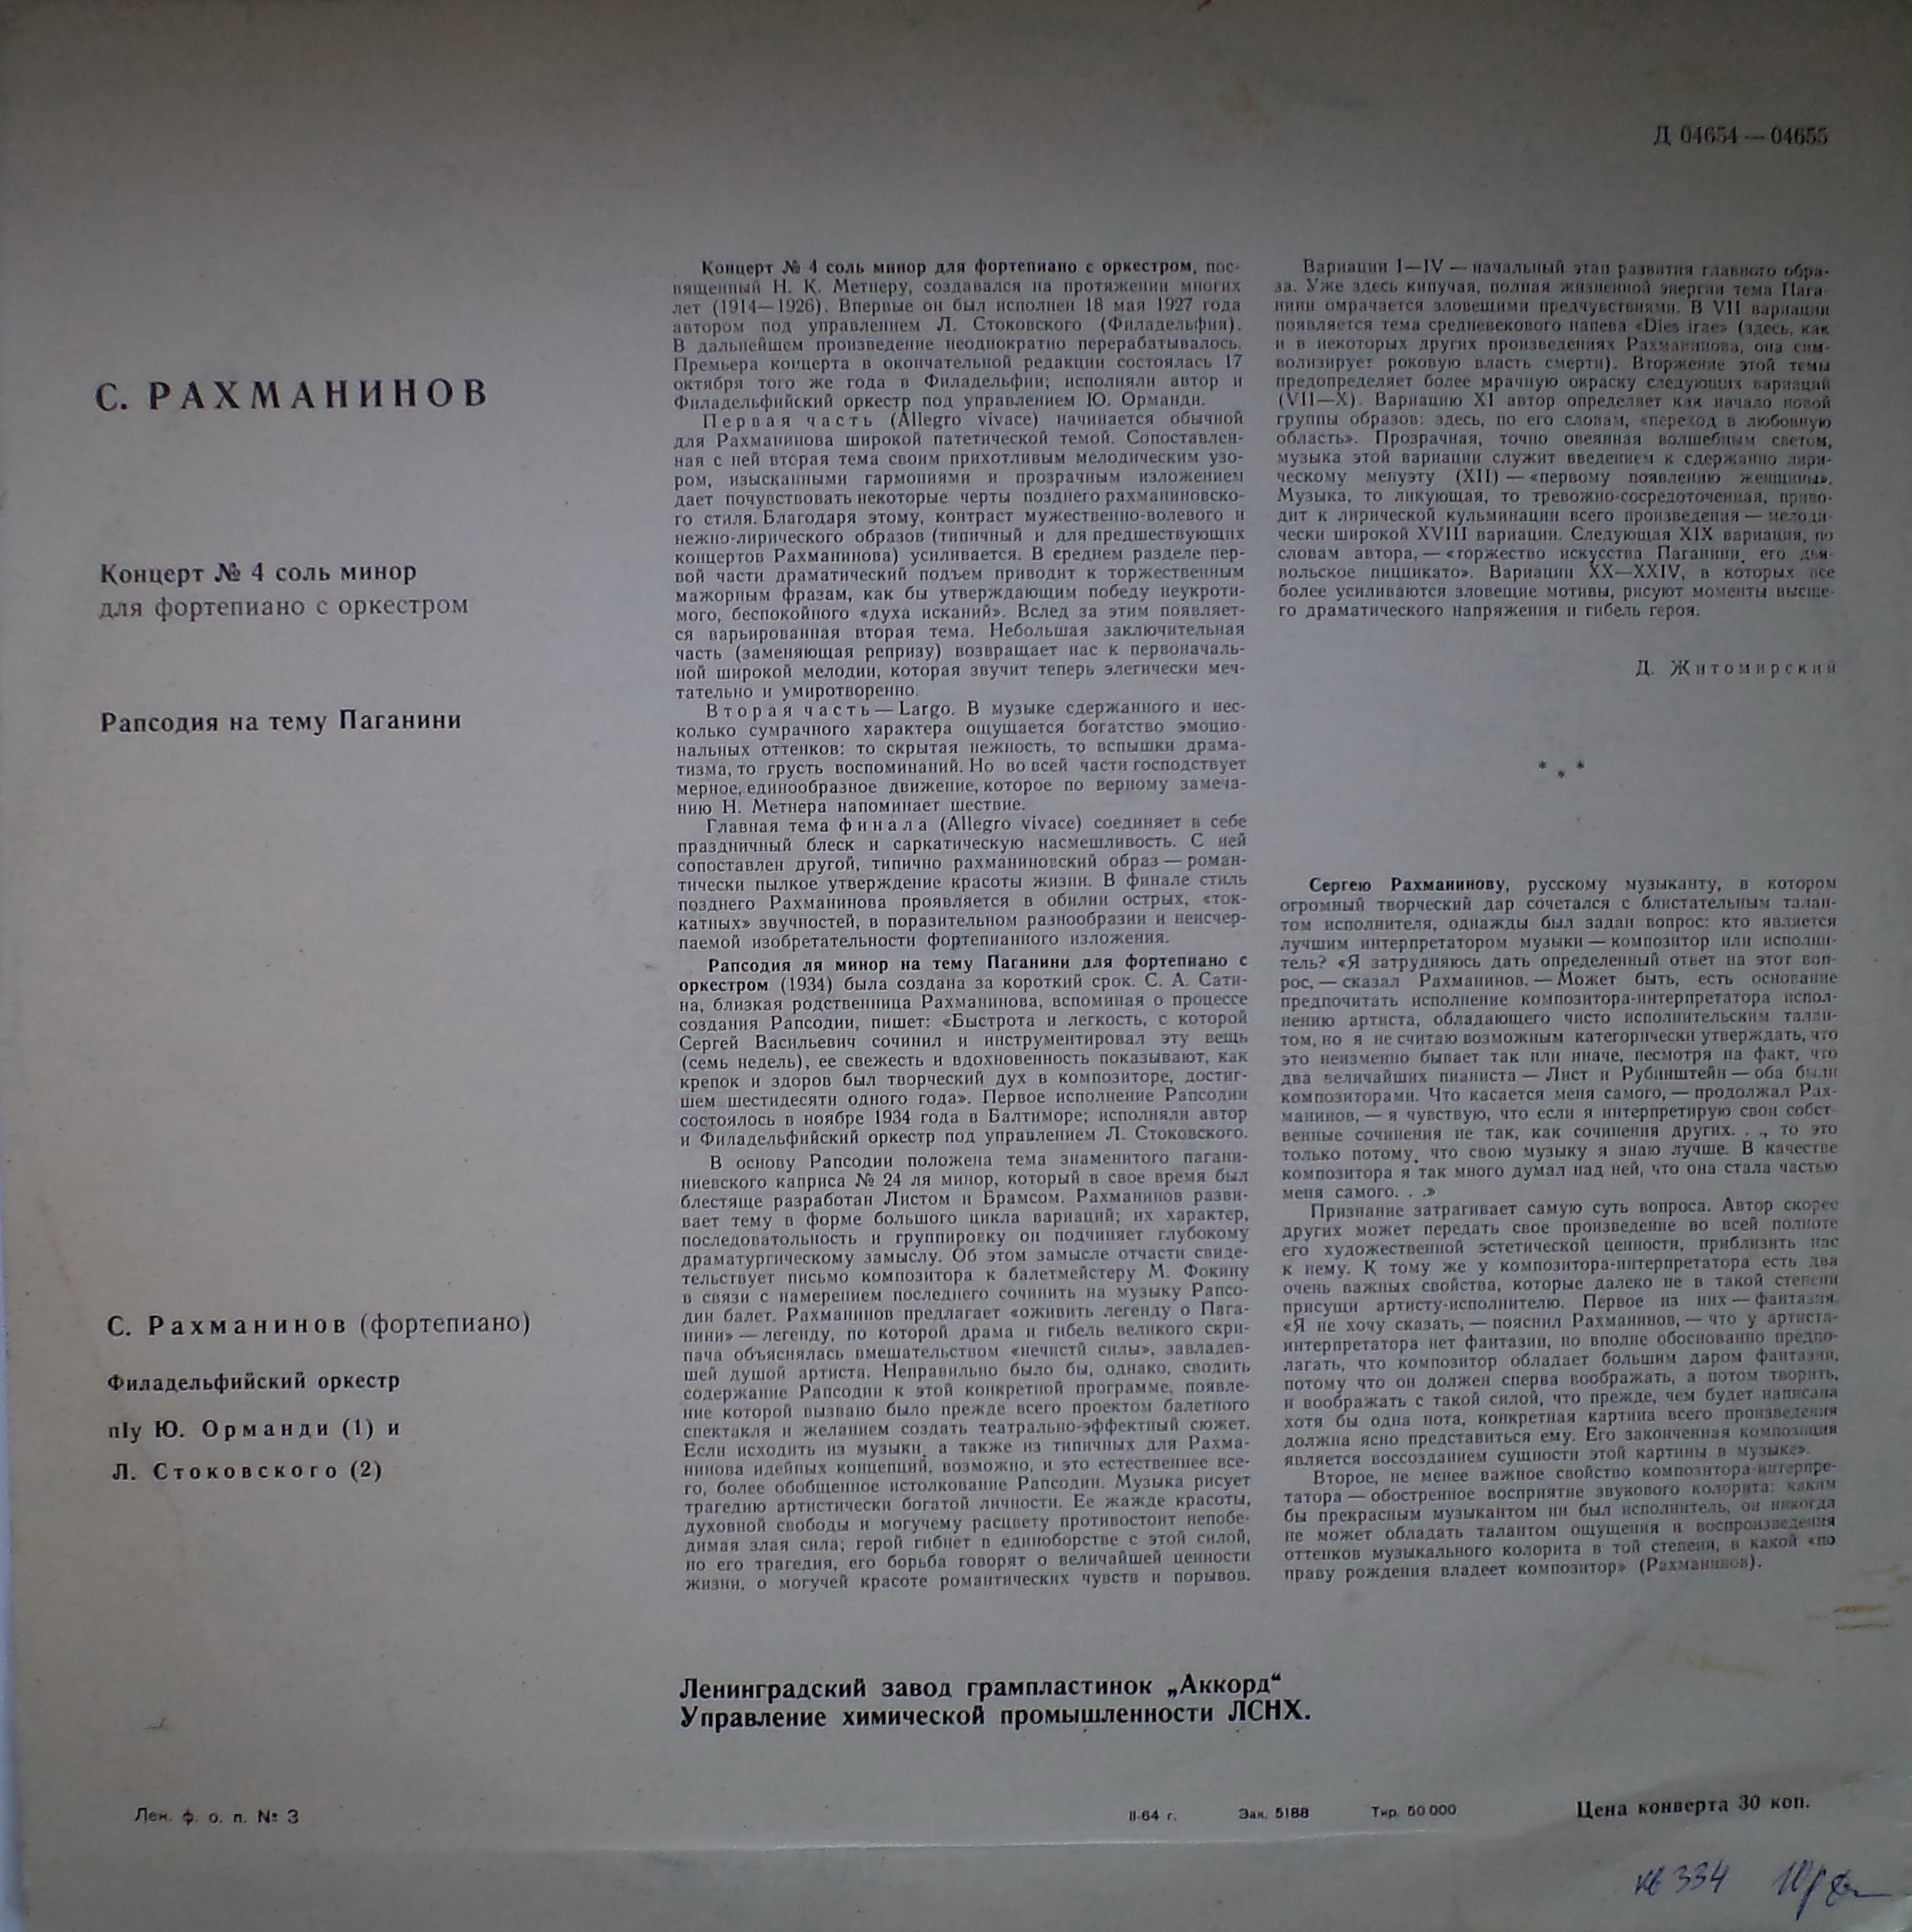 Д 04654—04655
С. РАХМАНИНОВ
Концерт № 4 соль минор
для фортепиано с оркестром
Рапсодия на тему Паганини
С. Рахманинов (фортепиано)
Филадельфийский оркестр
п/у Ю. Орманди (1) и
Л. Стоковского (2)
Концерт № 4 соль минор для фортепиано с оркестром, пос-
вященный Н. К. Метнеру, создавался на протяжении многих
лет (1914—1926). Впервые он был исполнен 18 мая 1927 года
автором под управлением Л. Стоковского (Филадельфия).
В дальнейшем произведение неоднократно перерабатывалось.
Премьера концерта в окончательной редакции состоялась 17
октября того же года в Филадельфии; исполняли автор и
Филадельфийский оркестр под управлением Ю. Орманди.
Первая часть (Allegro vivace) начинается обычной
для Рахманинова широкой патетической темой. Сопоставлен-
ная с ней вторая тема своим прихотливым мелодическим узо-
ром, изысканными гармониями и прозрачным изложением
дает почувствовать некоторые черты позднего рахманиновско-
го стиля. Благодаря этому, контраст мужественно-волевого и
нежно-лирического образов (типичный и для предшествующих
концертов Рахманинова) усиливается. В среднем разделе пер-
вой части драматический подъем приводит к торжественным
мажорным фразам, как бы утверждающим победу неукроти-
мого, беспокойного «духа исканий». Вслед за этим появляет-
ся варьированная вторая тема. Небольшая заключительная
часть (заменяющая репризу) возвращает нас к первоначаль-
ной широкой мелодии, которая звучит теперь элегически меч-
тательно и умиротворенно.
Вторая часть — Largo. В музыке сдержанного и нес-
колько сумрачного характера ощущается богатство эмоцио-
нальных оттенков: то скрытая нежность, то вспышки драма-
тизма, то грусть воспоминаний. Но во всей части господствует
мерное, единообразное движение, которое по верному замеча-
нию Н. Метнера напоминает шествие.
Главная тема финала (Allegro vivace) соединяет в себе
праздничный блеск и саркатическую насмешливость. С ней
сопоставлен другой, типично рахманиновский образ — роман-
тически пылкое утверждение красоты жизни. В финале стиль
позднего Рахманинова проявляется в обилии острых, «ток-
катных» звучностей, в поразительном разнообразии и неисчер-
паемой изобретательности фортепианного изложения.
Рапсодия ля минор на тему Паганини для фортепиано с
оркестром (1934) была создана за короткий срок. С. А. Сати-
на, близкая родственница Рахманинова, вспоминая о процессе
создания Рапсодии, пишет: «Быстрота и легкость, с которой
Сергей Васильевич сочинил и инструментировал эту вещь
(семь недель), ее свежесть и вдохновенность показывают, как
крепок и здоров был творческий дух в композиторе, достиг-
шем шестидесяти одного года». Первое исполнение Рапсодии
состоялось в ноябре 1934 года в Балтиморе; исполняли автор
и Филадельфийский оркестр под управлением Л. Стоковского.
В основу Рапсодии положена тема знаменитого пагани-
ниевского каприса № 24 ля минор, который в свое время был
блестяще разработан Листом и Брамсом. Рахманинов разви-
вает тему в форме большого цикла вариаций; их характер,
последоватольность и группировку он подчиняет глубокому
драматургическому замыслу. Об этом замысле отчасти свиде-
тельствует письмо композитора к балетмейстеру М. Фокину
в связи с намерением последнего сочинить на музыку Рапсо-
дии балет. Рахманинов предлагает «оживить легенду о Пага-
нини» — легенду, по которой драма и гибель великого скри-
пача объяснялась вмешательством «нечистй силы», завладев-
шей душой артиста. Неправильно было бы, однако, сводить
содержание Рапсодии к этой конкретной программе, появле-
ние которой вызвано было прежде всего проектом балетного
спектакля и желанием создать театрально-эффектный сюжет.
Если исходить из музыки, а также из типичных для Рахма-
нинова идейных концепций, возможно, и это естественнее все-
го, более обобщенное истолкование Рапсодии. Музыка рисует
трагедию артистически богатой личности. Ее жажде красоты,
духовной свободы и могучему расцвету противостоит непобе-
димая злая сила; герой гибнет в единоборстве с этой силой,
но его трагедия, его борьба говорят о величайшей ценности
жизни, о могучей красоте романтических чувств и порывов.
Вариации I—IV — начальный этап развития главного обра-
за. Уже здесь кипучая, полная жизненной энергии тема Пага-
нини омрачается зловещими предчувствиями. В VII вариации
появляется тема средневекового напева «Dies irae» (здесь, как
и в некоторых других произведениях Рахманинова, она сим-
волизирует роковую власть смерти). Вторжение этой темы
предопределяет более мрачную окраску следующих вариаций
(VII—X). Вариацию XI автор определяет как начало новой
группы образов: здесь, по его словам, «переход в любовную
область». Прозрачная, точно овеянная волшебным светом,
музыка этой вариации служит введением к сдержанно лири-
ческому менуэту (XII) — «первому появлению женщины».
Музыка, то ликующая, то тревожно-сосредоточенная, приво-
дит к лирической кульминации всего произведения — мелоди-
чески широкой XVIII вариации. Следующая XIX вариация, по
словам автора, — «торжество искусства Паганини, его дья-
вольское пиццикато». Вариации XX—XXIV, в которых все
более усиливаются зловещие мотивы, рисуют моменты высше-
го драматического напряжения и гибель героя.
Д. Житомирский
* * *
Сергею Рахманинову, русскому музыканту, в котором
огромный творческий дар сочетался с блистательным талан-
том исполнителя, однажды был задан вопрос: кто является
лучшим интерпретатором музыки — композитор или исполни-
тель? «Я затрудняюсь дать определенный ответ на этот воп-
рос, — сказал Рахманинов. — Может быть, есть основание
предпочитать исполнение композитора-интерпретатора испол-
нению артиста, обладающего чисто исполнительским талан-
том, но я не считаю возможным категорически утверждать, что
это неизменно бывает так или иначе, несмотря на факт, что
два величайших пианиста — Лист и Рубинштейн — оба были
композиторами. Что касается меня самого, — продолжал Рах-
манинов, — я чувствую, что если я интерпретирую свои собст-
венные сочинения не так, как сочинения других. . ., то это
только потому, что свою музыку я знаю лучше. В качестве
композитора я так много думал над ней, что она стала частью
меня самого. . .»
Признание затрагивает самую суть вопроса. Автор скорее
других может передать свое произведение во всей полноте
его художественной эстетической ценности, приблизить нас
к нему. К тому же у композитора-интерпретатора есть два
очень важных свойства, которые далеко не в такой степени
присущи артисту-исполнителю. Первое из них — фантазия.
«Я не хочу сказать, — пояснил Рахманинов, — что у артиста-
интерпретатора нет фантазии, но вполне обоснованно предпо-
лагать, что композитор обладает большим даром фантазии,
потому что он должен сперва воображать, а потом творить,
и воображать с такой силой, что прежде, чем будет написана
хотя бы одна нота, конкретная картина всего произведения
должна ясно представиться ему. Его законченная композиция
является воссозданием сущности этой картины в музыке».
Второе, не менее важное свойство композитора-интерпре-
татора — обостренное восприятие звукового колорита: каким
бы прекрасным музыкантом ни был исполнитель, он никогда
не может обладать талантом ощущения и воспроизведения
оттенков музыкального колорита в той степени, в какой «по
праву рождения владеет композитор» (Рахманинов).
Ленинградский завод грампластинок „Аккорд“
Управление химической промышленности ЛСНХ.
Лен. ф. о. п. № 3
II-64 г.
Зак. 5188
Тир. 50 000
Цена конверта 30 коп.
334